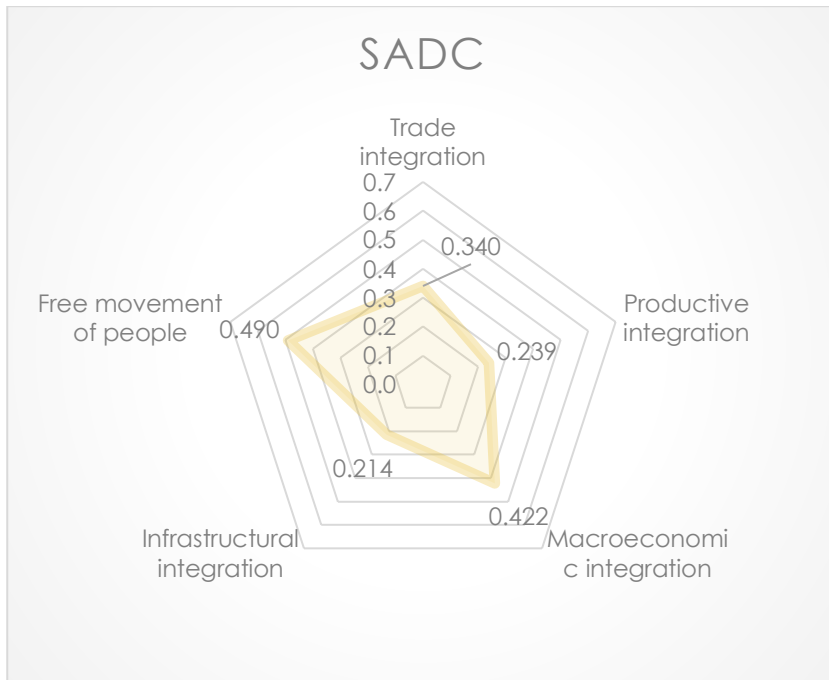 SADC
Trade
integration
0.7
0.6
0.5
0.4
0.3
0.2
0.1
0.0
0.340
Productive
integration
0.239
Macroeconomi
c integration
0.422
Infrastructural
integration
0.214
Free movement
of people
0.490